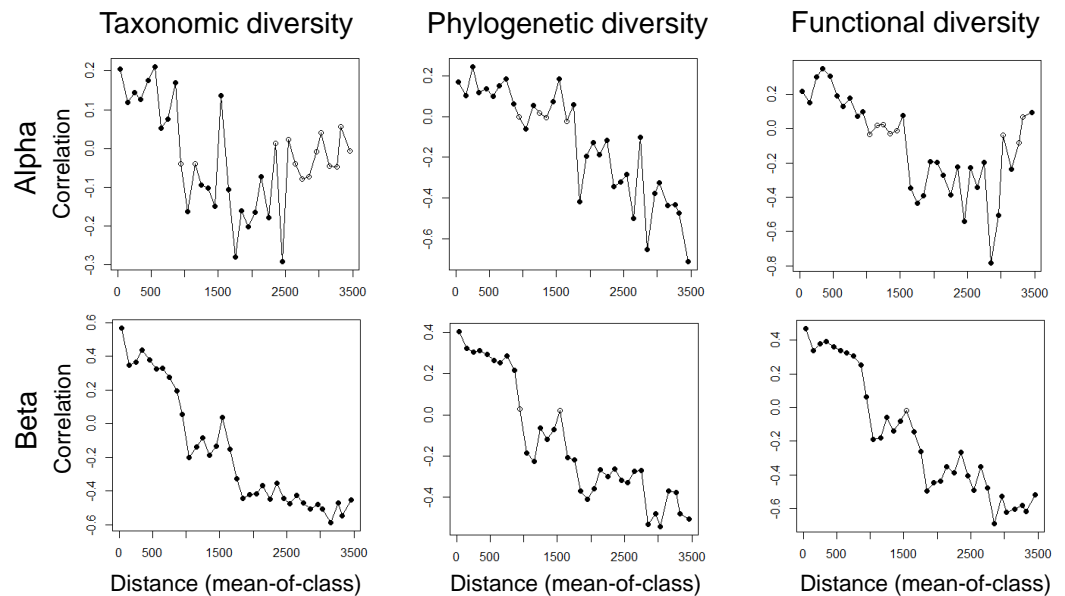 Taxonomic diversity
Phylogenetic diversity
Functional diversity
Alpha
Correlation
0.2
0.1
0.0
-0.1
-0.2
-0.3
0 500 1500 2500 3500
0.2
0.0
-0.2
-0.4
-0.6
0 500 1500 2500 3500
0.2
0.0
-0.2
-0.4
-0.6
-0.8
0 500 1500 2500 3500
Beta
Correlation
0.6
0.4
0.2
0.0
-0.2
-0.4
-0.6
0 500 1500 2500 3500
0.4
0.2
0.0
-0.2
-0.4
0 500 1500 2500 3500
0.4
0.2
0.0
-0.2
-0.4
-0.6
0 500 1500 2500 3500
Distance (mean-of-class)
Distance (mean-of-class)
Distance (mean-of-class)